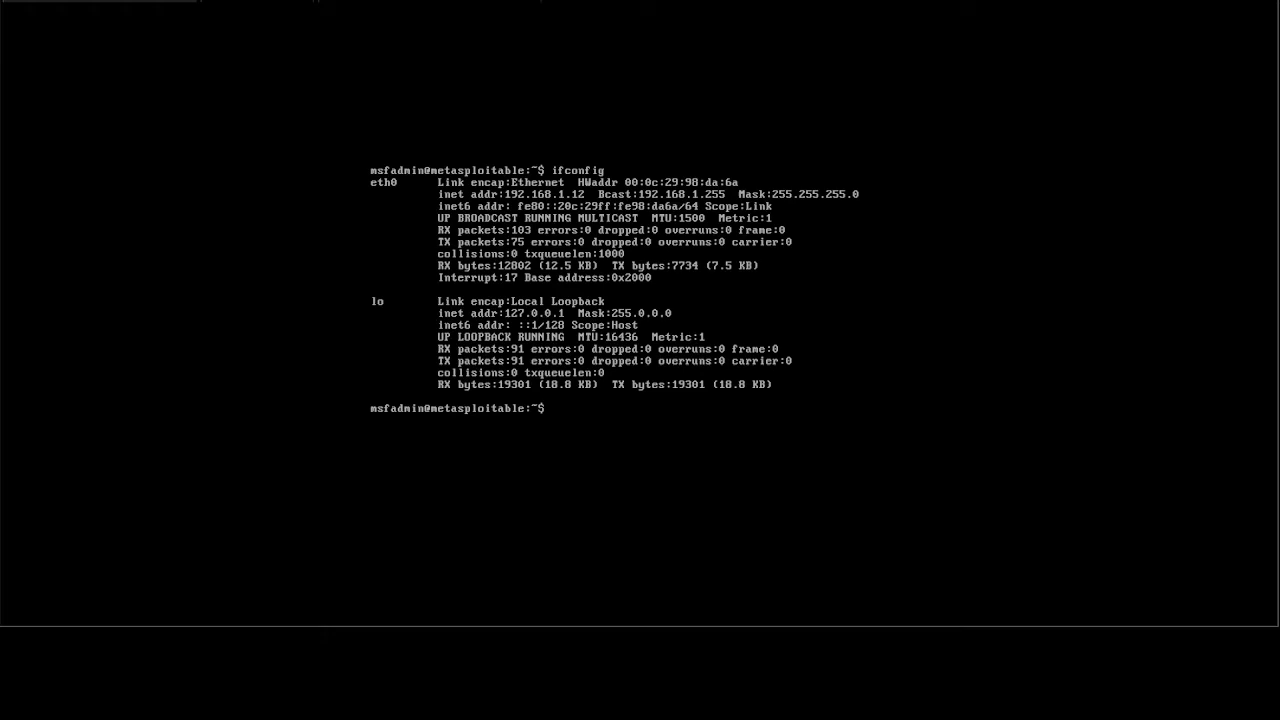 msfadmin@metasploitable:~$ ifconfig
eth0 Link encap:Ethernet HWaddr 00:0c:29:98:da:6a
inet addr:192.168.1.12 Bcast:192.168.1.255 Mask:255.255.255.0
inet6 addr: fe80::20c:29ff:fe98:da6a/64 Scope:Link
UP BROADCAST RUNNING MULTICAST MTU:1500 Metric:1
RX packets:103 errors:0 dropped:0 overruns:0 frame:0
TX packets:75 errors:0 dropped:0 overruns:0 carrier:0
collisions:0 txqueuelen:1000
RX bytes:12802 (12.5 KB) TX bytes:7734 (7.5 KB)
Interrupt:17 Base address:0x2000
lo Link encap:Local Loopback
inet addr:127.0.0.1 Mask:255.0.0.0
inet6 addr: ::1/128 Scope:Host
UP LOOPBACK RUNNING MTU:16436 Metric:1
RX packets:91 errors:0 dropped:0 overruns:0 frame:0
TX packets:91 errors:0 dropped:0 overruns:0 carrier:0
collisions:0 txqueuelen:0
RX bytes:19301 (18.8 KB) TX bytes:19301 (18.8 KB)
msfadmin@metasploitable:~$